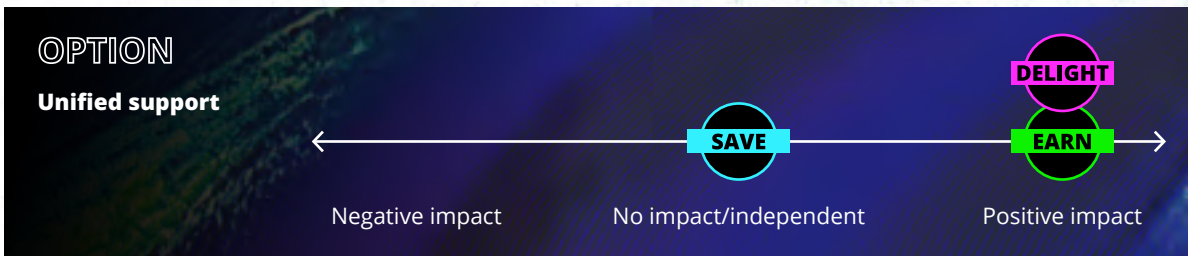 OPTION
Unified support
DELIGHT
SAVE
EARN
Negative impact
No impact/independent
Positive impact